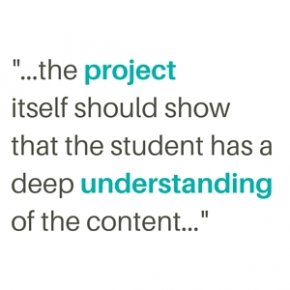 "...the project
itself should show
that the student has a
deep understanding
of the content..."